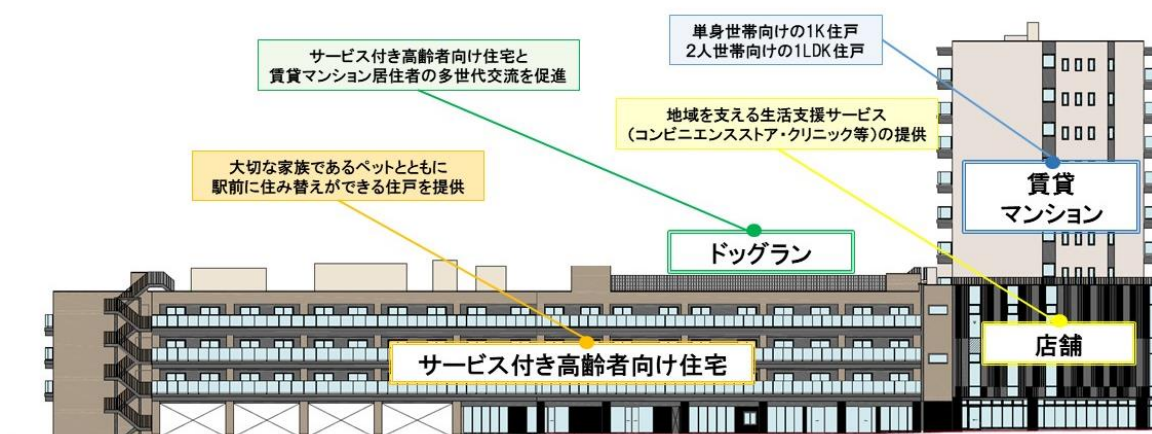 単身世帯向けの1K住戸
2人世帯向けの1LDK住戸
サービス付き高齢者向け住宅と
賃貸マンション居住者の多世代交流を促進
地域を支える生活支援サービス
(コンビニエンスストア・クリニック等)の提供
大切な家族であるペットとともに
駅前に住み替えができる住戸を提供
賃貸
マンション
ドッグラン
店舗
サービス付き高齢者向け住宅